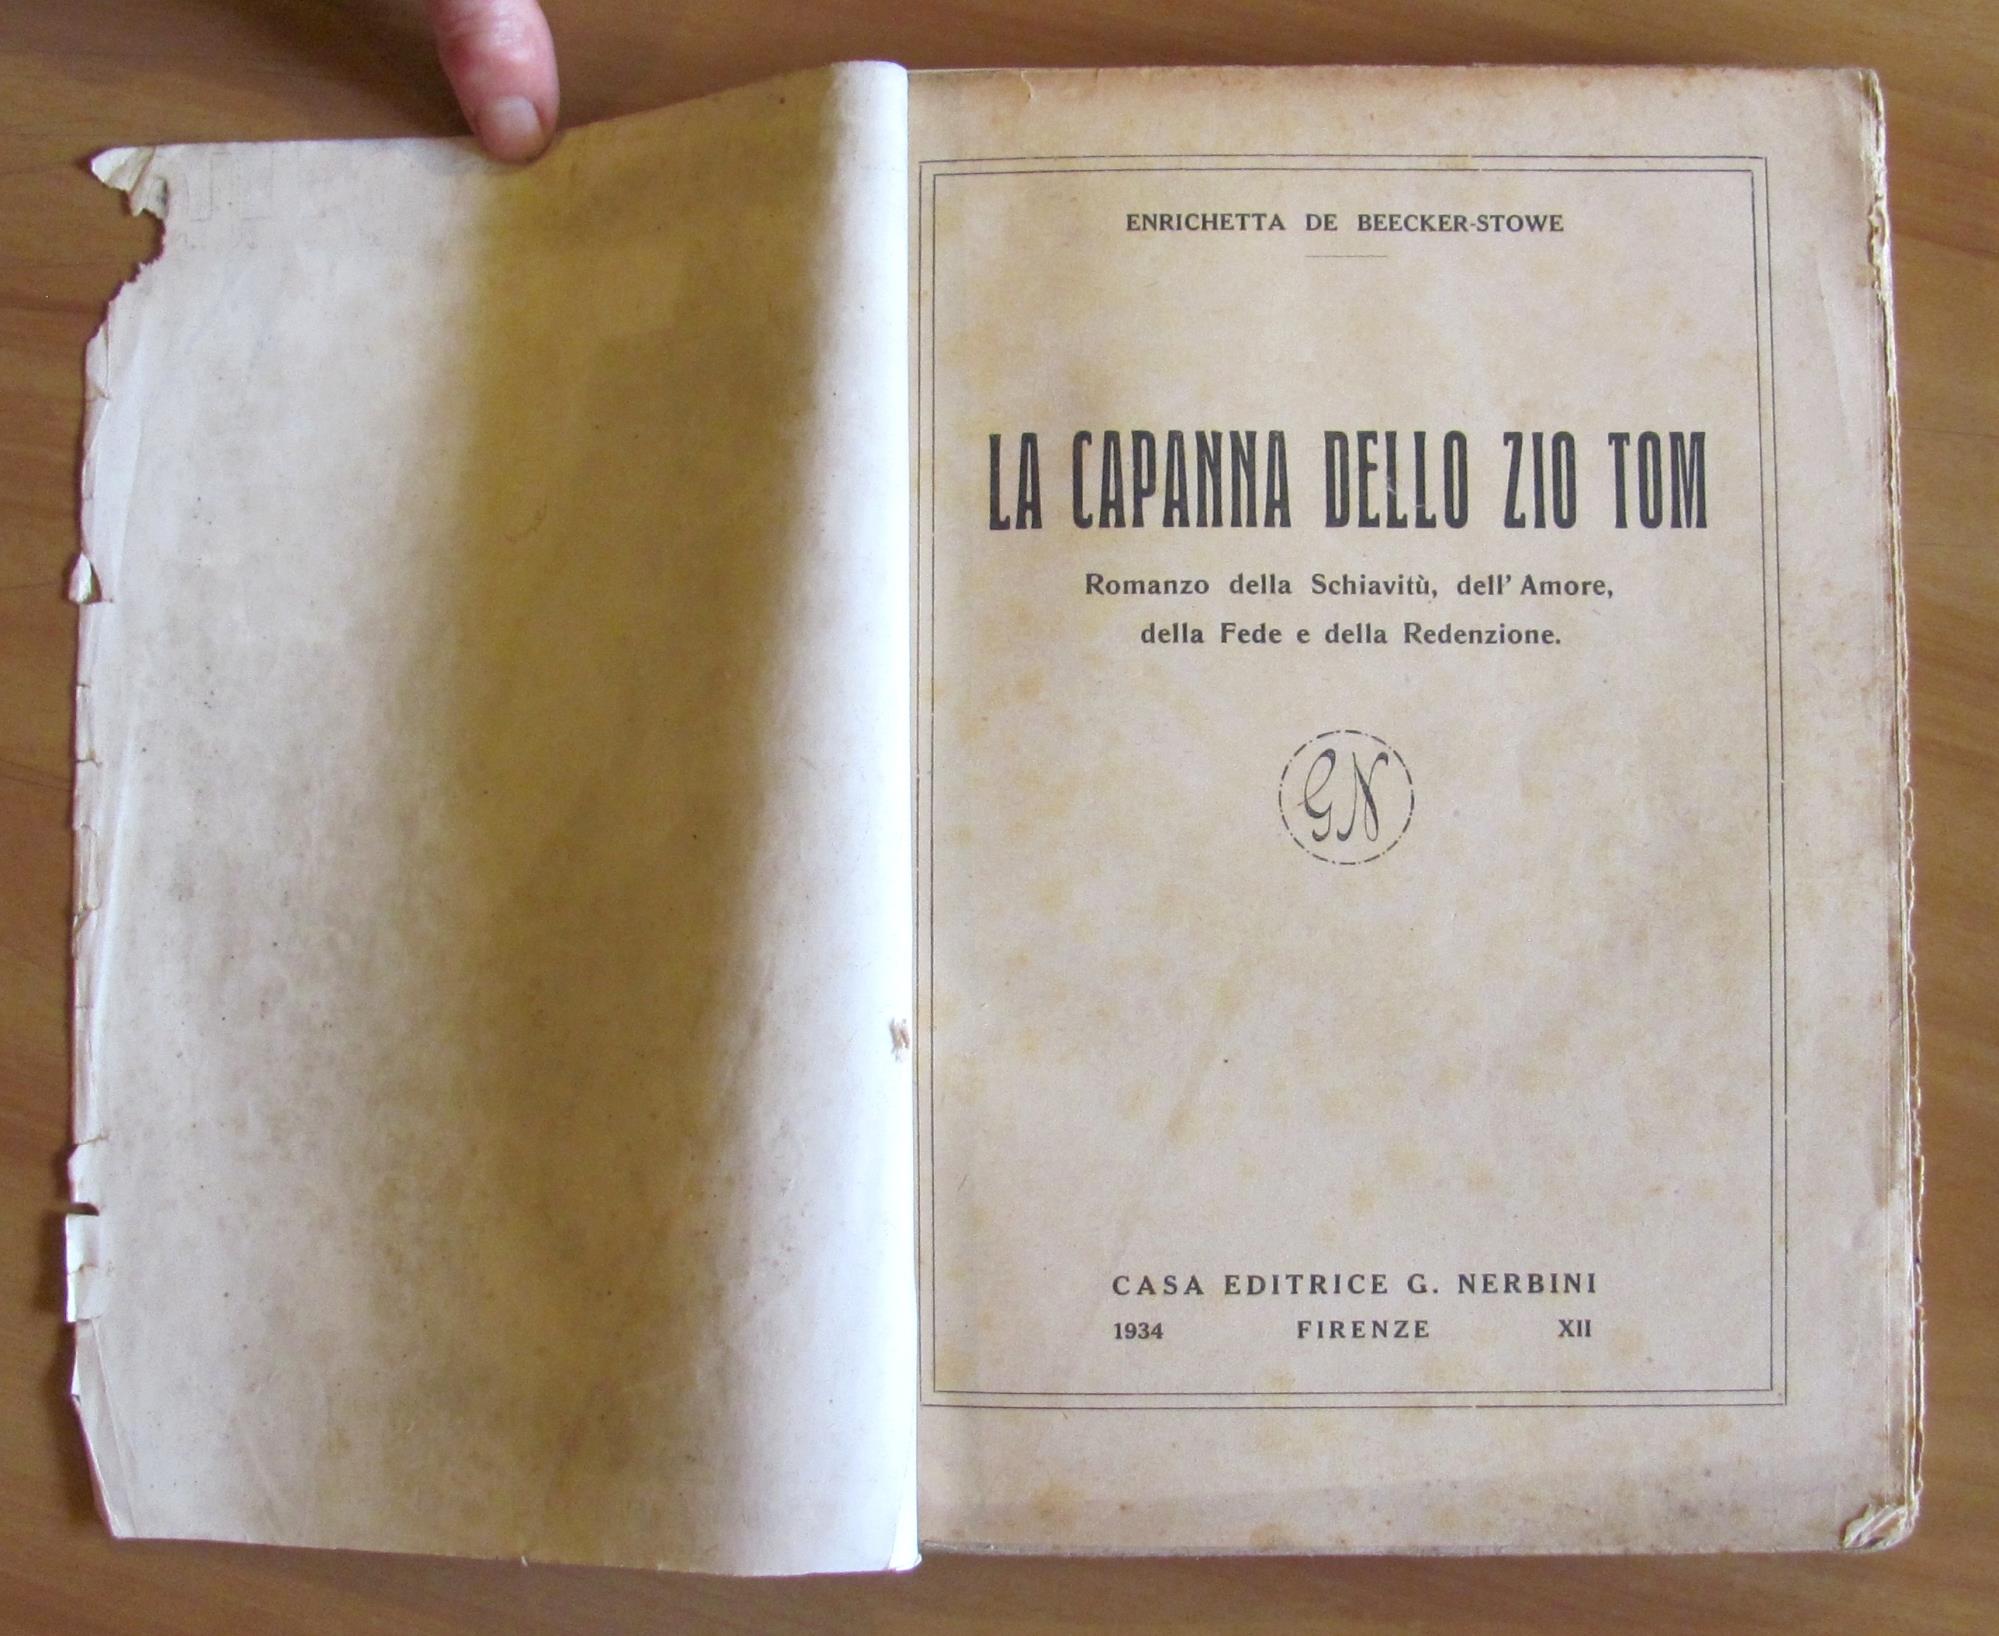 ENRICHETTA DE BEECKER-STOWE
LA CAPANNA DELLO ZIO TOM
Romanzo della Schiavitù, dell' Amore,
della Fede e della Redenzione.
GN
CASA EDITRICE G. NERBINI
1934 FIRENZE XII